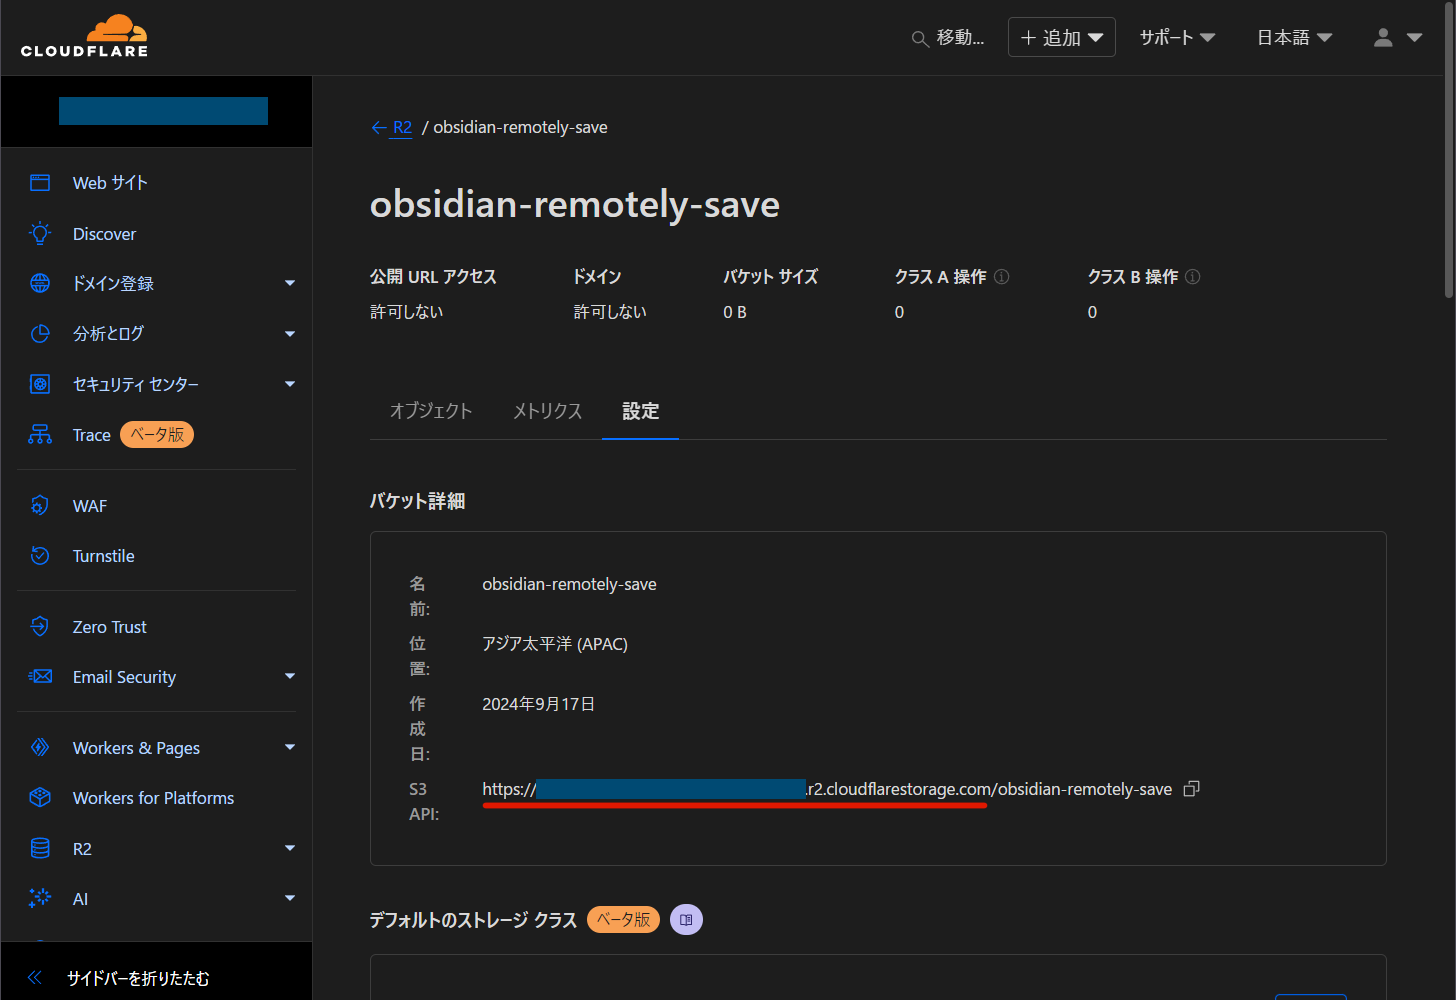 CLOUDFLARE
移動...
追加
サポート
日本語
Web サイト
Discover
ドメイン登録
分析とログ
セキュリティ センター
Trace ベータ版
WAF
Turnstile
Zero Trust
Email Security
Workers & Pages
Workers for Platforms
R2
AI
サイドバーを折りたたむ
R2 / obsidian-remotely-save
obsidian-remotely-save
公開 URL アクセス ドメイン バケット サイズ クラス A 操作 クラス B 操作
許可しない 許可しない 0 B 0 0
オブジェクト メトリクス 設定
バケット詳細
名前: obsidian-remotely-save
位置: アジア太平洋 (APAC)
作成日: 2024年9月17日
S3 API: https:// .r2.cloudflarestorage.com/obsidian-remotely-save
デフォルトのストレージ クラス ベータ版